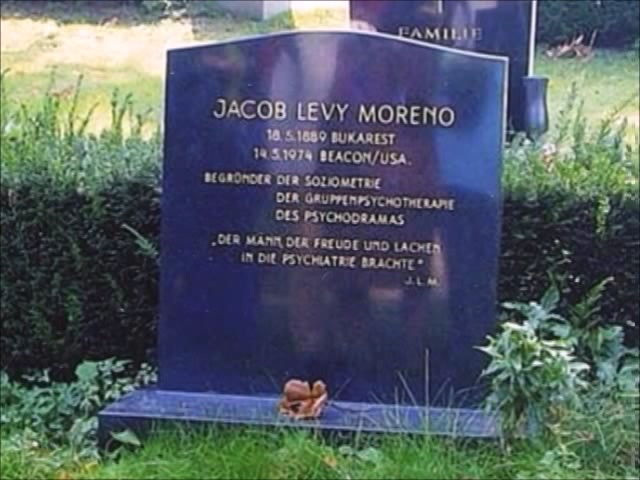 FAMILIE
JACOB LEVY MORENO
18.5.1889 BUKAREST
14.5.1974 BEACON/USA.
BEGRÜNDER DER SOZIOMETRIE
DER GRUPPENPSYCHOTHERAPIE
DES PSYCHODRAMAS
„DER MANN, DER FREUDE UND LACHEN
IN DIE PSYCHIATRIE BRACHTE"
J.L.M.